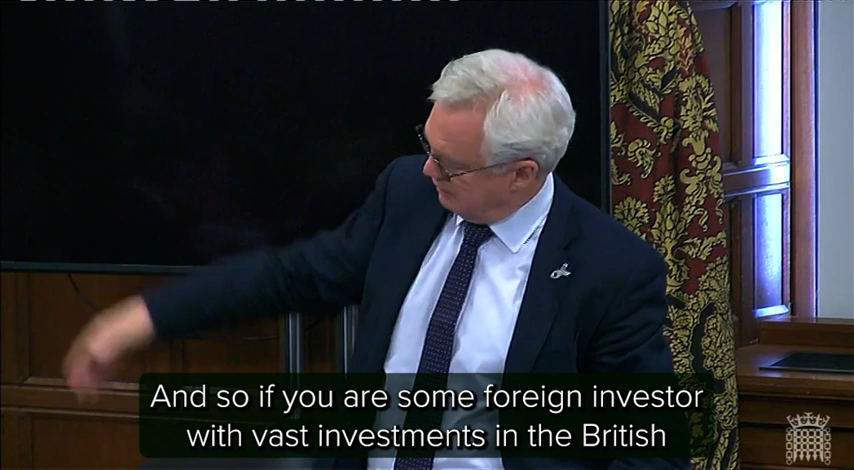 And so if you are some foreign investor
with vast investments in the British